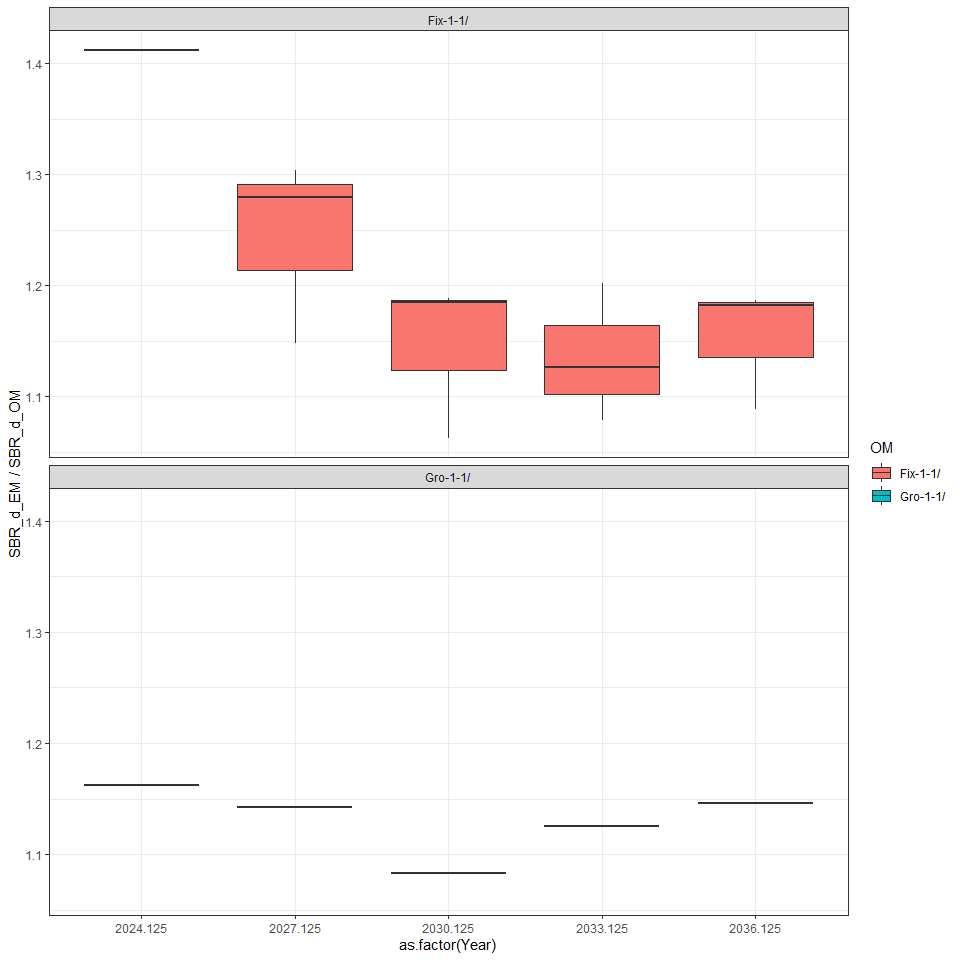 Fix-1-1/
1.4
1.3
1.2
1.1
Gro-1-1/
1.4
1.3
1.2
1.1
2024.125 2027.125 2030.125 2033.125 2036.125
as.factor(Year)
SBR_d_EM / SBR_d_OM
OM
Fix-1-1/
Gro-1-1/